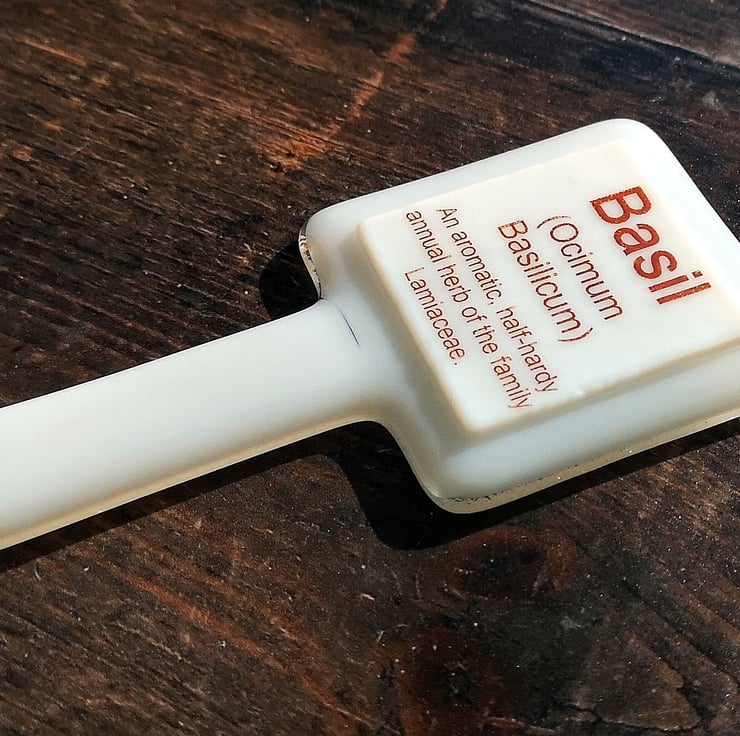 Basil
(Ocimum
Basilicum)
An aromatic, half-hardy
annual herb of the family
Lamiaceae.